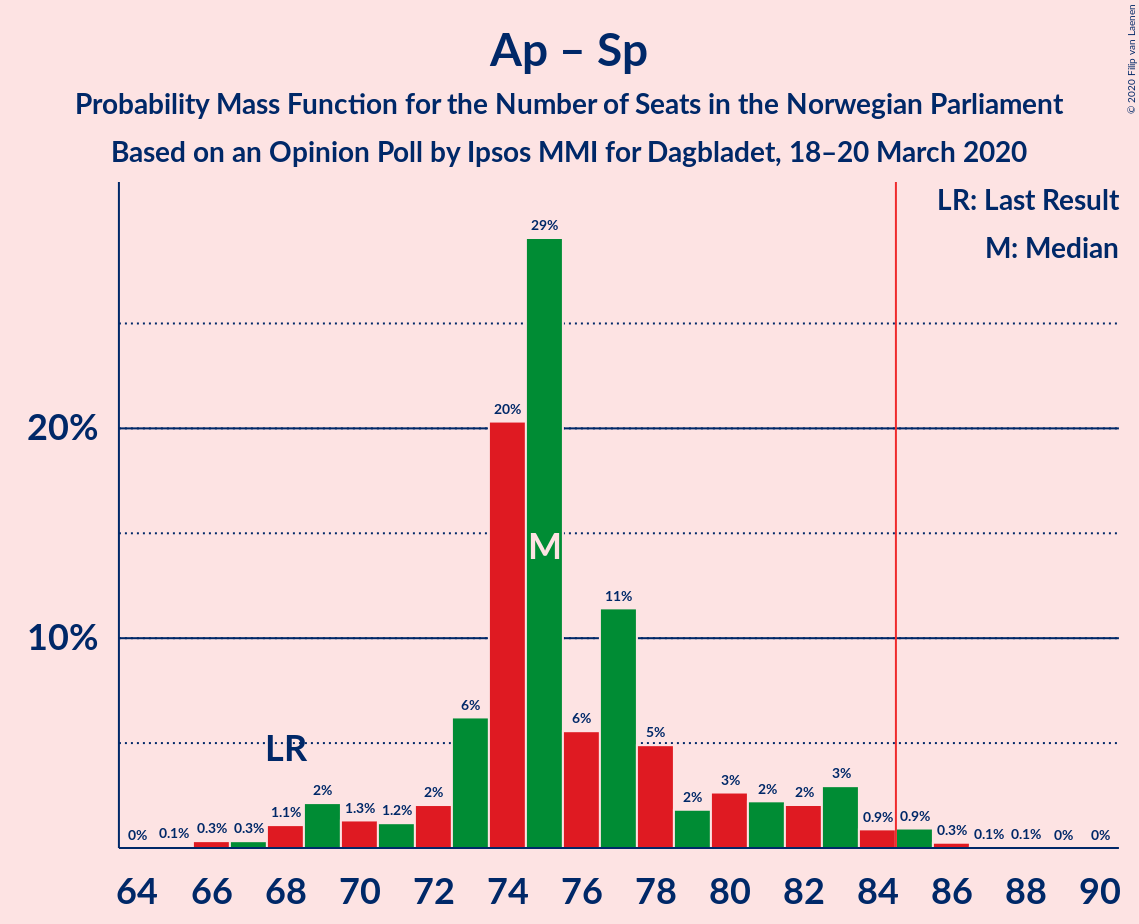 Ap – Sp
Probability Mass Function for the Number of Seats in the Norwegian Parliament
Based on an Opinion Poll by Ipsos MMI for Dagbladet, 18–20 March 2020
© 2020 Filip van Laenen
LR: Last Result
M: Median
20%
10%
0% 0.1% 0.3% 0.3% 1.1% 2% 1.3% 1.2% 2% 6% 20% 29% 6% 11% 5% 2% 3% 2% 2% 3% 0.9% 0.9% 0.3% 0.1% 0.1% 0% 0%
LR
M
64 66 68 70 72 74 76 78 80 82 84 86 88 90